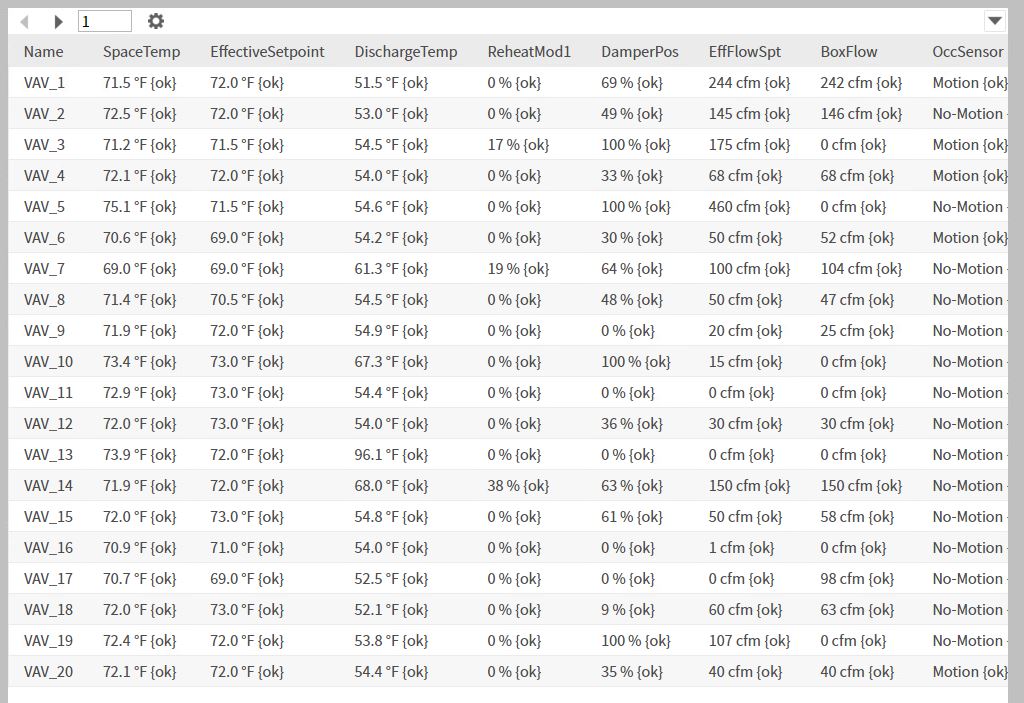 1
Name SpaceTemp EffectiveSetpoint DischargeTemp ReheatMod1 DamperPos EffFlowSpt BoxFlow OccSensor
VAV_1 71.5 °F {ok} 72.0 °F {ok} 51.5 °F {ok} 0 % {ok} 69 % {ok} 244 cfm {ok} 242 cfm {ok} Motion {ok}
VAV_2 72.5 °F {ok} 72.0 °F {ok} 53.0 °F {ok} 0 % {ok} 49 % {ok} 145 cfm {ok} 146 cfm {ok} No-Motion
VAV_3 71.2 °F {ok} 71.5 °F {ok} 54.5 °F {ok} 17 % {ok} 100 % {ok} 175 cfm {ok} 0 cfm {ok} Motion {ok}
VAV_4 72.1 °F {ok} 72.0 °F {ok} 54.0 °F {ok} 0 % {ok} 33 % {ok} 68 cfm {ok} 68 cfm {ok} Motion {ok}
VAV_5 75.1 °F {ok} 71.5 °F {ok} 54.6 °F {ok} 0 % {ok} 100 % {ok} 460 cfm {ok} 0 cfm {ok} No-Motion
VAV_6 70.6 °F {ok} 69.0 °F {ok} 54.2 °F {ok} 0 % {ok} 30 % {ok} 50 cfm {ok} 52 cfm {ok} Motion {ok}
VAV_7 69.0 °F {ok} 69.0 °F {ok} 61.3 °F {ok} 19 % {ok} 64 % {ok} 100 cfm {ok} 104 cfm {ok} No-Motion
VAV_8 71.4 °F {ok} 70.5 °F {ok} 54.5 °F {ok} 0 % {ok} 48 % {ok} 50 cfm {ok} 47 cfm {ok} No-Motion
VAV_9 71.9 °F {ok} 72.0 °F {ok} 54.9 °F {ok} 0 % {ok} 0 % {ok} 20 cfm {ok} 25 cfm {ok} No-Motion
VAV_10 73.4 °F {ok} 73.0 °F {ok} 67.3 °F {ok} 0 % {ok} 100 % {ok} 15 cfm {ok} 0 cfm {ok} No-Motion
VAV_11 72.9 °F {ok} 73.0 °F {ok} 54.4 °F {ok} 0 % {ok} 0 % {ok} 0 cfm {ok} 0 cfm {ok} No-Motion
VAV_12 72.0 °F {ok} 73.0 °F {ok} 54.0 °F {ok} 0 % {ok} 36 % {ok} 30 cfm {ok} 30 cfm {ok} No-Motion
VAV_13 73.9 °F {ok} 72.0 °F {ok} 96.1 °F {ok} 0 % {ok} 0 % {ok} 0 cfm {ok} 0 cfm {ok} No-Motion
VAV_14 71.9 °F {ok} 72.0 °F {ok} 68.0 °F {ok} 38 % {ok} 63 % {ok} 150 cfm {ok} 150 cfm {ok} No-Motion
VAV_15 72.0 °F {ok} 73.0 °F {ok} 54.8 °F {ok} 0 % {ok} 61 % {ok} 50 cfm {ok} 58 cfm {ok} No-Motion
VAV_16 70.9 °F {ok} 71.0 °F {ok} 54.0 °F {ok} 0 % {ok} 0 % {ok} 1 cfm {ok} 0 cfm {ok} No-Motion
VAV_17 70.7 °F {ok} 69.0 °F {ok} 52.5 °F {ok} 0 % {ok} 0 % {ok} 0 cfm {ok} 98 cfm {ok} No-Motion
VAV_18 72.0 °F {ok} 73.0 °F {ok} 52.1 °F {ok} 0 % {ok} 9 % {ok} 60 cfm {ok} 63 cfm {ok} No-Motion
VAV_19 72.4 °F {ok} 72.0 °F {ok} 53.8 °F {ok} 0 % {ok} 100 % {ok} 107 cfm {ok} 0 cfm {ok} No-Motion
VAV_20 72.1 °F {ok} 72.0 °F {ok} 54.4 °F {ok} 0 % {ok} 35 % {ok} 40 cfm {ok} 40 cfm {ok} Motion {ok}